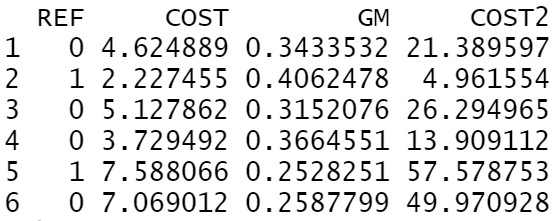 REF COST GM COST2
1 0 4.624889 0.3433532 21.389597
2 1 2.227455 0.4062478 4.961554
3 0 5.127862 0.3152076 26.294965
4 0 3.729492 0.3664551 13.909112
5 1 7.588066 0.2528251 57.578753
6 0 7.069012 0.2587799 49.970928